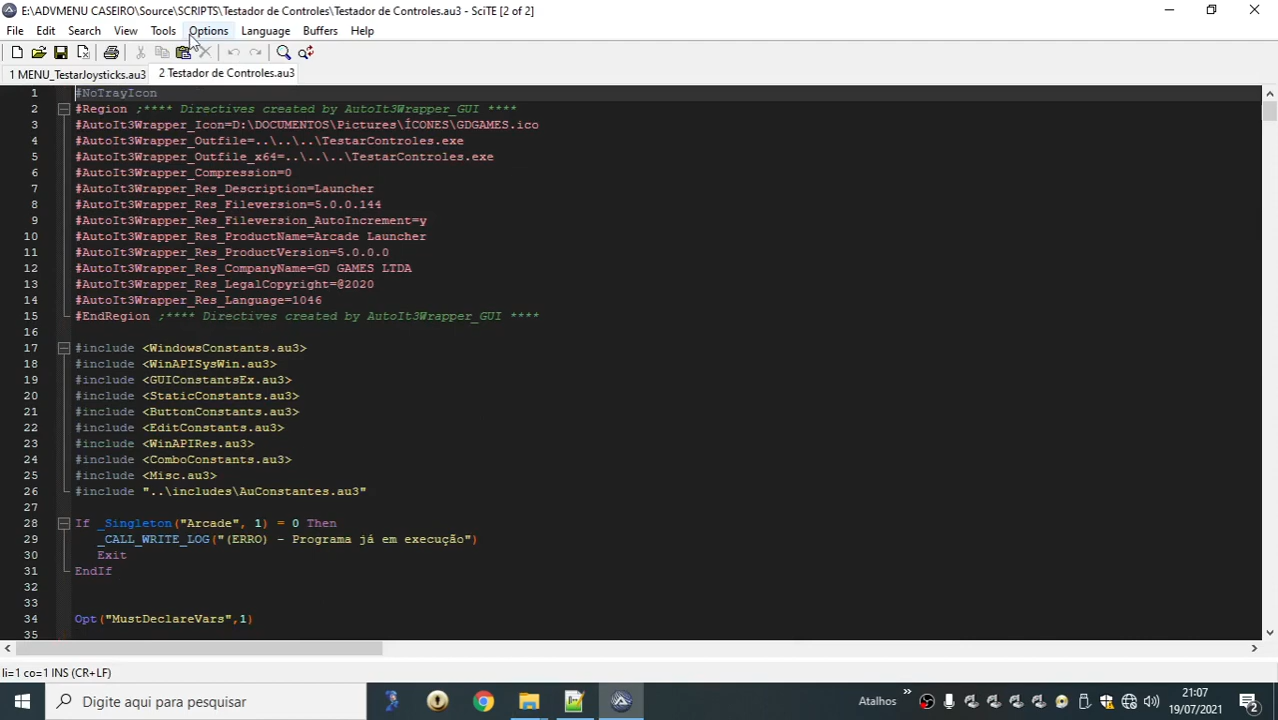 E:\ADVMENU CASEIRO\Source\SCRIPTS\Testador de Controles\Testador de Controles.au3 - SciTE [2 of 2]
File Edit Search View Tools Options Language Buffers Help
1 MENU_TestarJoysticks.au3 2 Testador de Controles.au3
1 #NoTrayIcon
2 #Region ;**** Directives created by AutoIt3Wrapper_GUI ****
3 #AutoIt3Wrapper_Icon=D:\DOCUMENTOS\Pictures\ÍCONES\GDGAMES.ico
4 #AutoIt3Wrapper_Outfile=..\..\..\TestarControles.exe
5 #AutoIt3Wrapper_Outfile_x64=..\..\..\TestarControles.exe
6 #AutoIt3Wrapper_Compression=0
7 #AutoIt3Wrapper_Res_Description=Launcher
8 #AutoIt3Wrapper_Res_Fileversion=5.0.0.144
9 #AutoIt3Wrapper_Res_Fileversion_AutoIncrement=y
10 #AutoIt3Wrapper_Res_ProductName=Arcade Launcher
11 #AutoIt3Wrapper_Res_ProductVersion=5.0.0.0
12 #AutoIt3Wrapper_Res_CompanyName=GD GAMES LTDA
13 #AutoIt3Wrapper_Res_LegalCopyright=@2020
14 #AutoIt3Wrapper_Res_Language=1046
15 #EndRegion ;**** Directives created by AutoIt3Wrapper_GUI ****
16
17 #include <WindowsConstants.au3>
18 #include <WinAPISysWin.au3>
19 #include <GUIConstantsEx.au3>
20 #include <StaticConstants.au3>
21 #include <ButtonConstants.au3>
22 #include <EditConstants.au3>
23 #include <WinAPIRes.au3>
24 #include <ComboConstants.au3>
25 #include <Misc.au3>
26 #include "..\includes\AuConstantes.au3"
27
28 If _Singleton("Arcade", 1) = 0 Then
29 _CALL_WRITE_LOG("(ERRO) - Programa já em execução")
30 Exit
31 EndIf
32
33
34 Opt("MustDeclareVars",1)
35
li=1 co=1 INS (CR+LF)
Digite aqui para pesquisar
Atalhos
21:07
19/07/2021
2